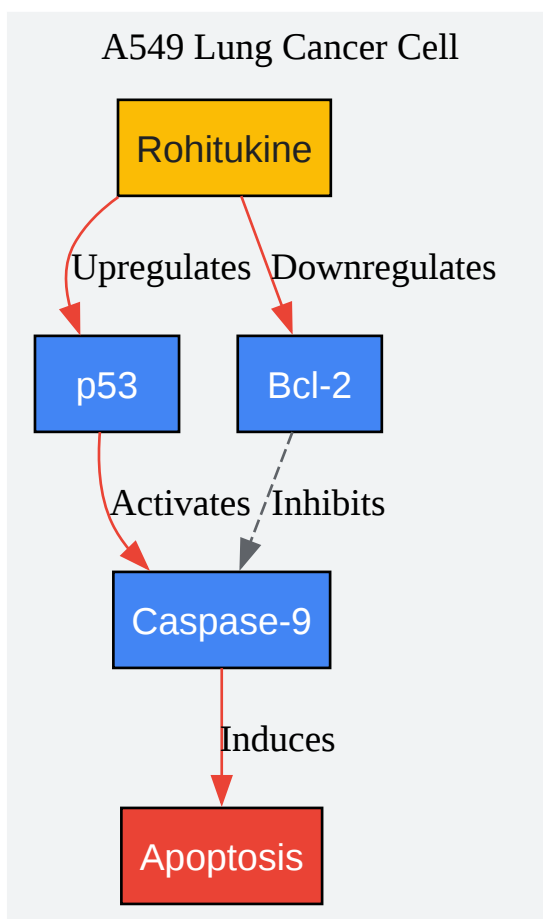 A549 Lung Cancer Cell
Rohitukine
Upregulates
Downregulates
p53
Bcl-2
Activates
Inhibits
Caspase-9
Induces
Apoptosis